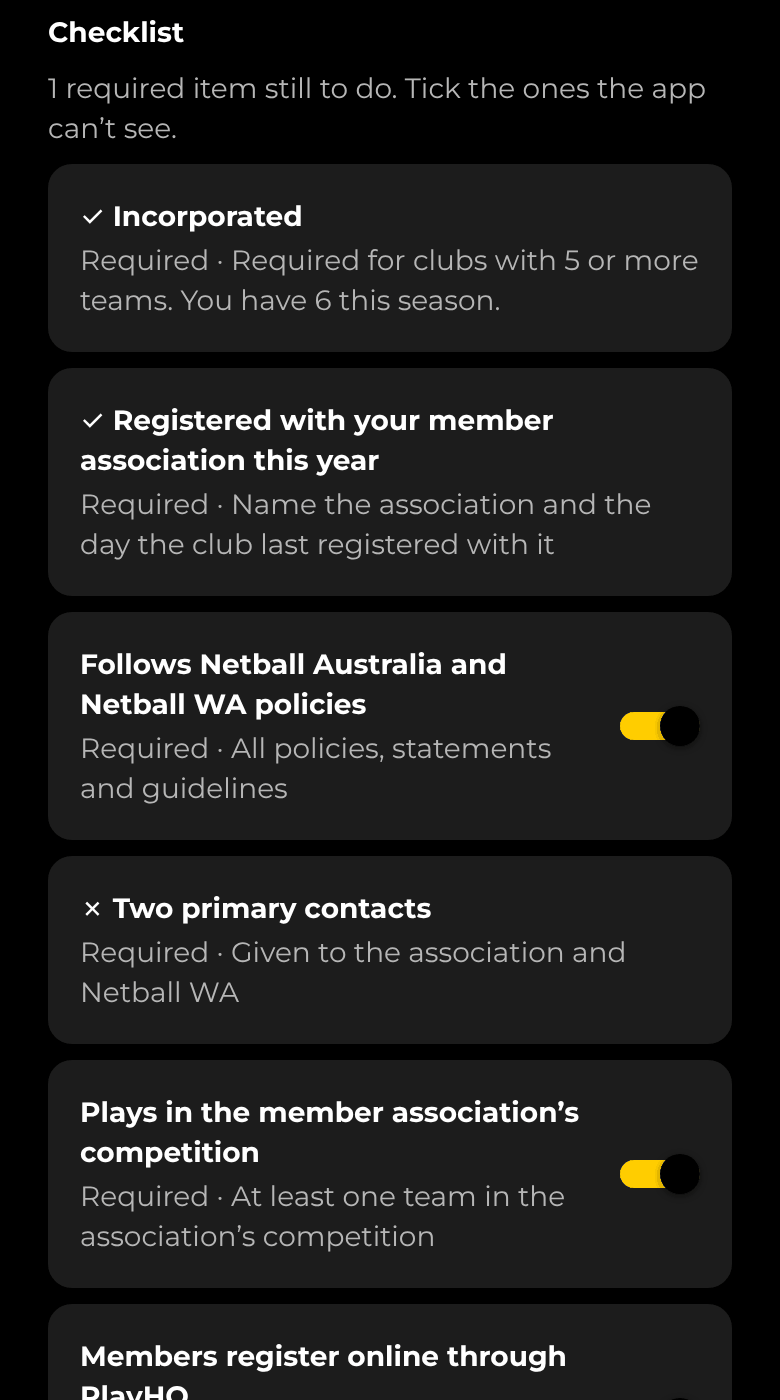 Checklist
1 required item still to do. Tick the ones the app
can’t see.
✓ Incorporated
Required · Required for clubs with 5 or more
teams. You have 6 this season.
✓ Registered with your member
association this year
Required · Name the association and the
day the club last registered with it
Follows Netball Australia and
Netball WA policies
Required · All policies, statements
and guidelines
✕ Two primary contacts
Required · Given to the association and
Netball WA
Plays in the member association’s
competition
Required · At least one team in the
association’s competition
Members register online through
PlayHQ